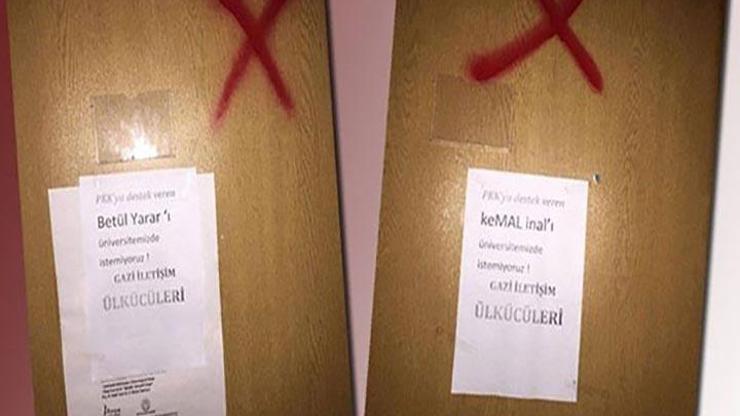 PKK'ya destek veren
Betül Yarar 'ı
üniversitemizde
istemiyoruz !
GAZİ İLETİŞİM
ÜLKÜCÜLERİ
PKK'ya destek veren
keMAL inal'ı
üniversitemizde
istemiyoruz !
GAZİ İLETİŞİM
ÜLKÜCÜLERİ